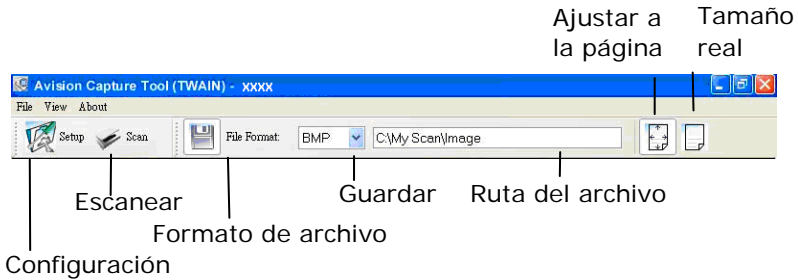 Ajustar a
la página
Tamaño
real
Avision Capture Tool (TWAIN) - xxxx
File View About
Setup Scan File Format: BMP C:\My Scan\Image
Escanear
Guardar
Ruta del archivo
Formato de archivo
Configuración